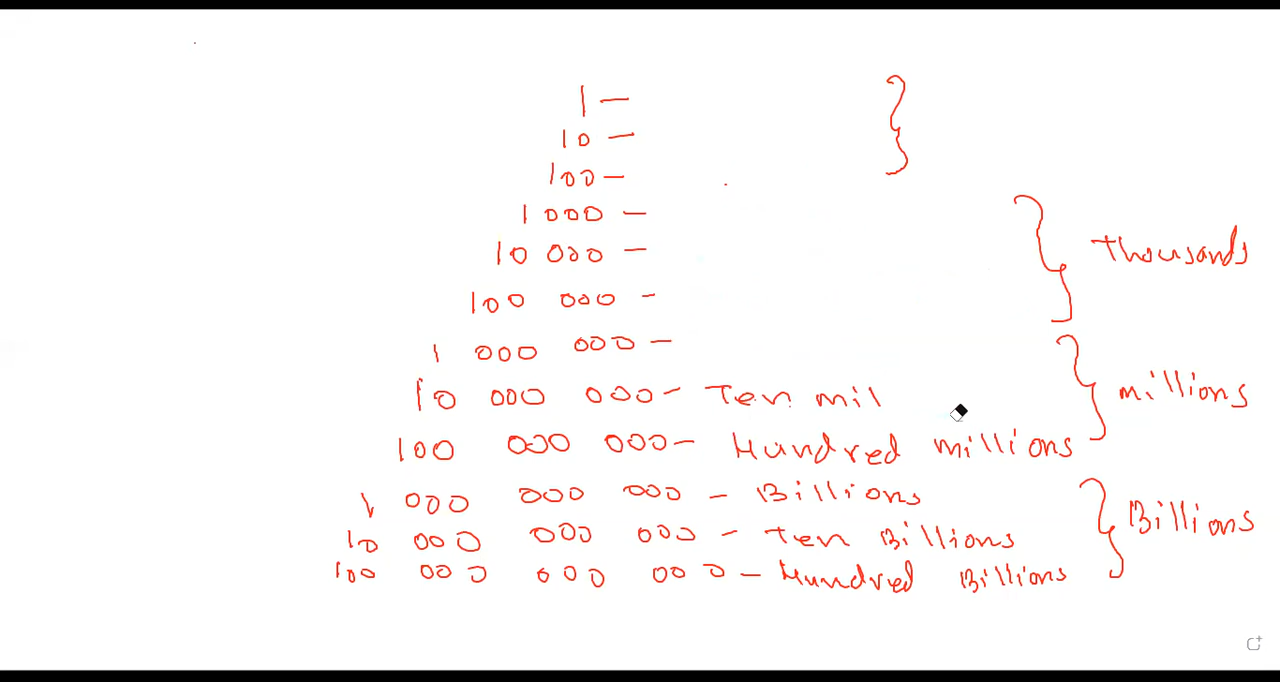 1 —
10 —
100 —
1 000 —
10 000 — Thousands
100 000 -
1 000 000 —
10 000 000 - Ten mil millions
100 000 000 — Hundred millions
1 000 000 000 - Billions Billions
10 000 000 000 - Ten Billions
100 000 000 000 — Hundred Billions